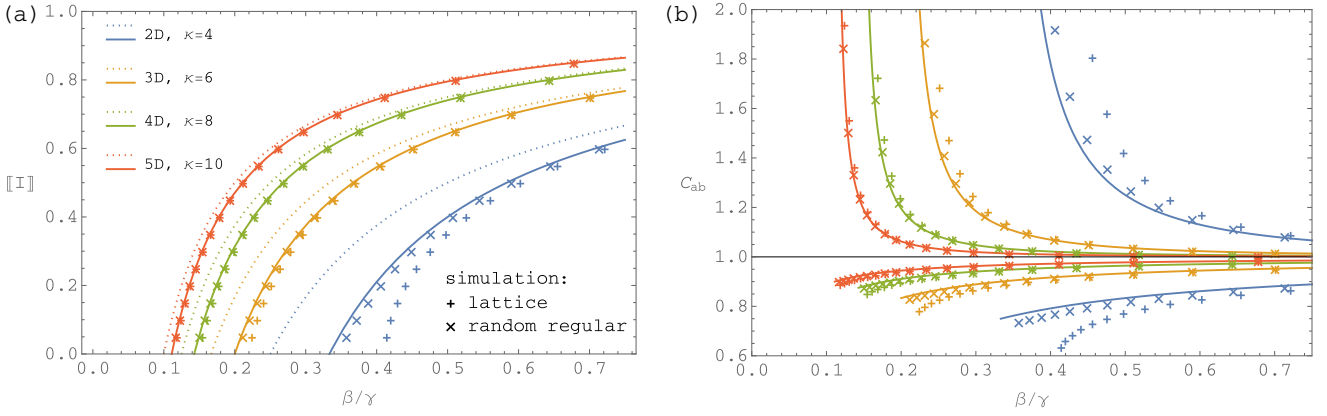 (a)
1.0
0.8
0.6
0.4
0.2
0.0
⟦I⟧
2D, κ=4
3D, κ=6
4D, κ=8
5D, κ=10
simulation:
+ lattice
× random regular
0.0 0.1 0.2 0.3 0.4 0.5 0.6 0.7
β/γ
(b)
2.0
1.8
1.6
1.4
1.2
1.0
0.8
0.6
Cab
0.0 0.1 0.2 0.3 0.4 0.5 0.6 0.7
β/γ